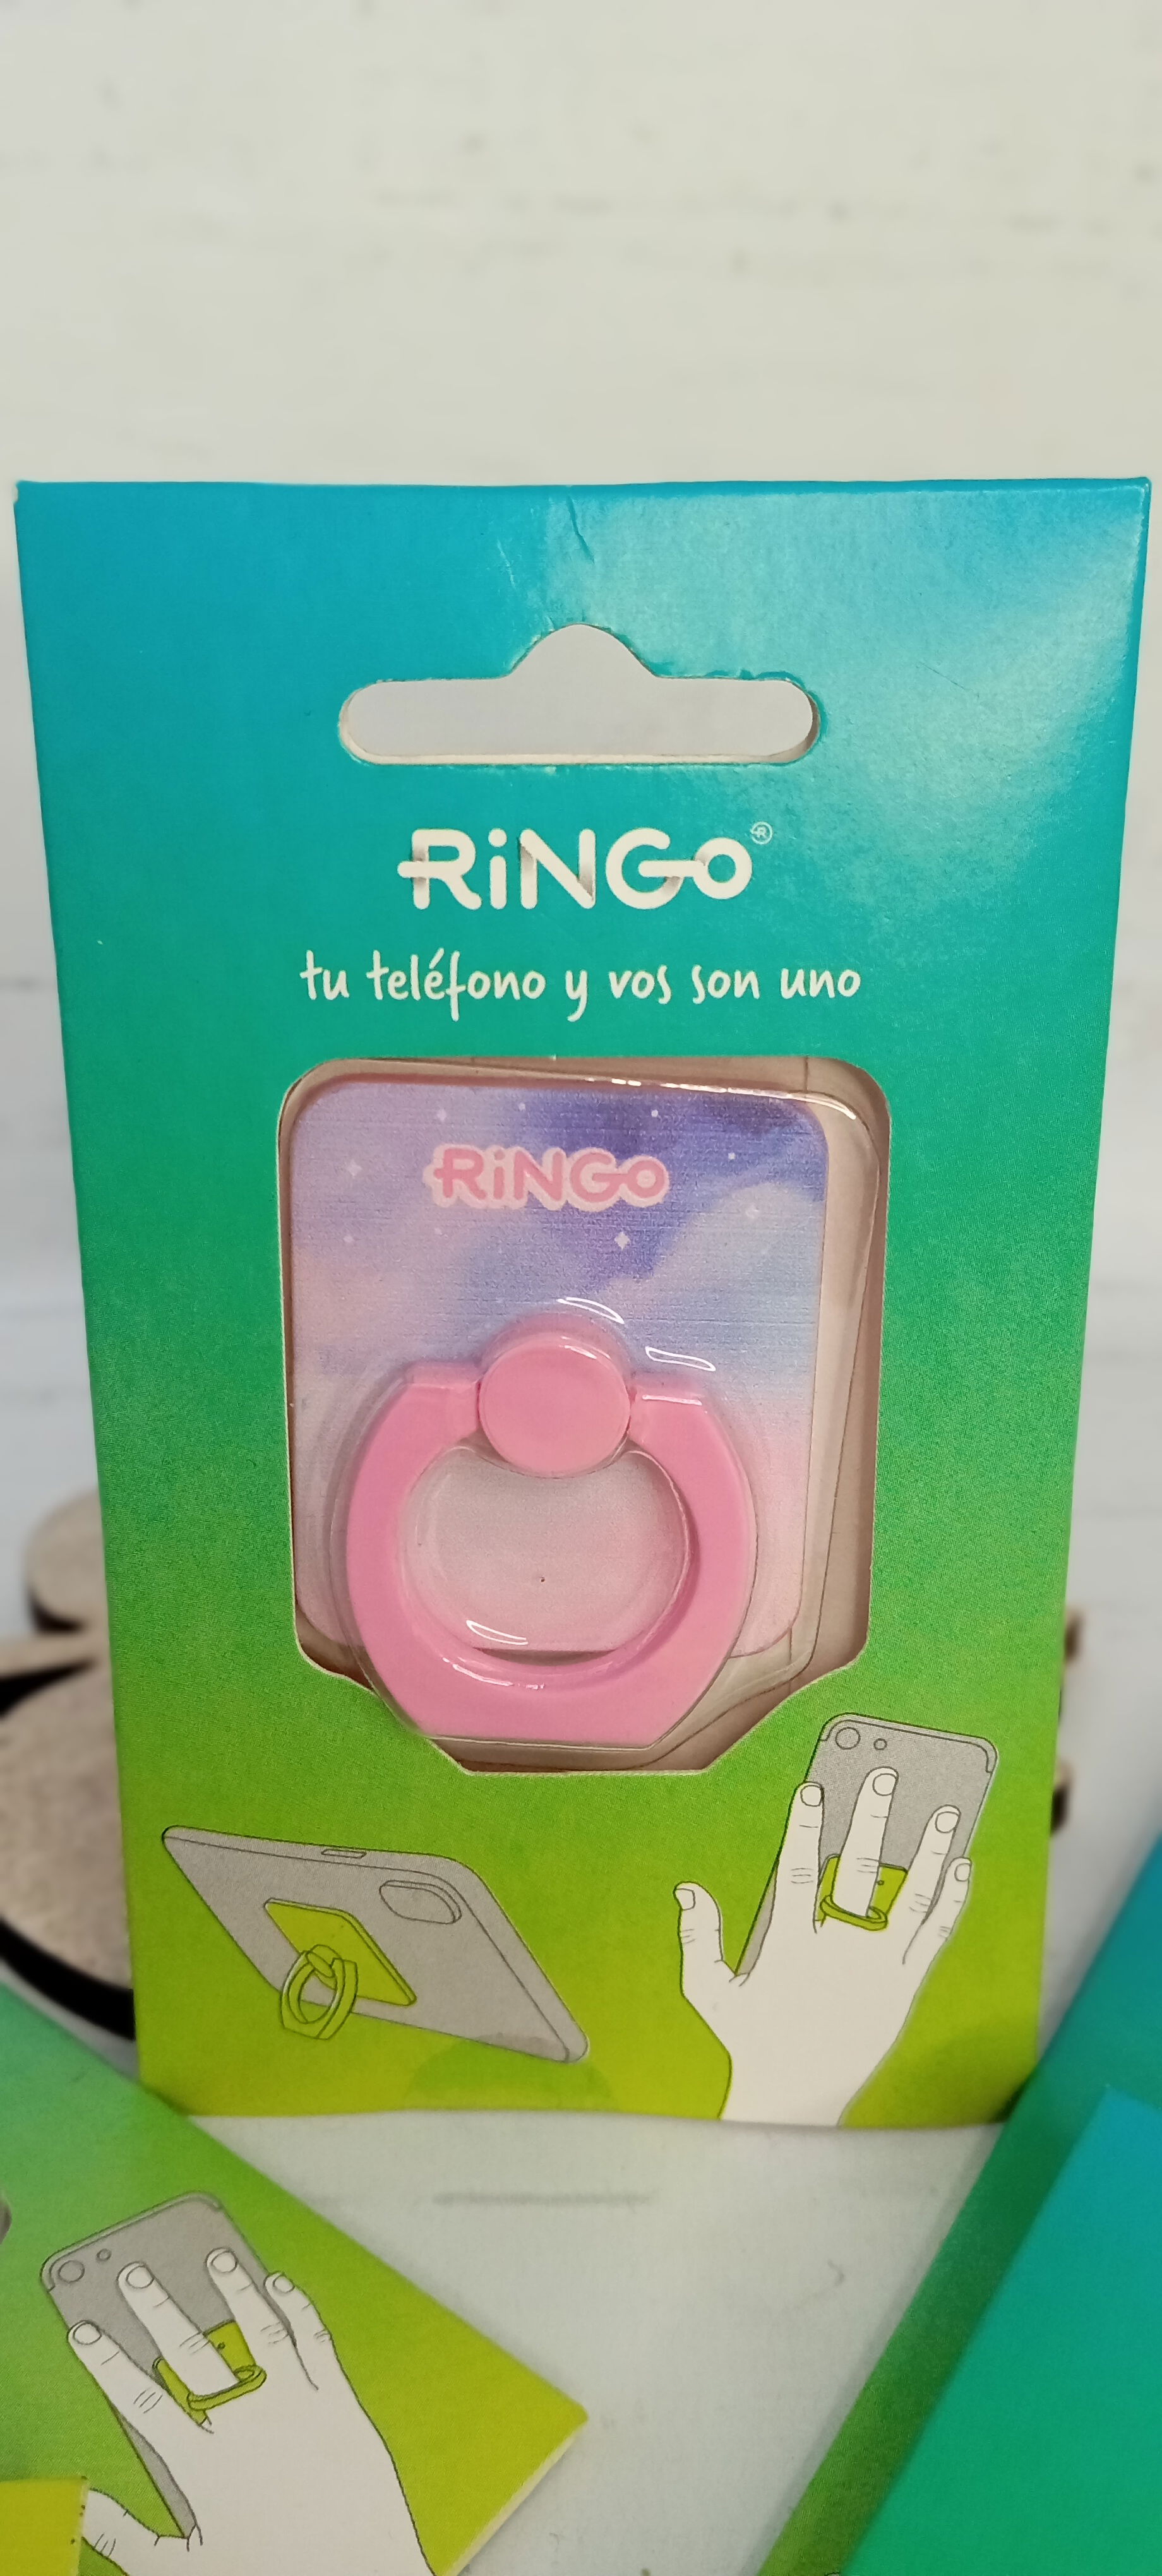 RiNGo®
tu teléfono y vos son uno
RiNGo